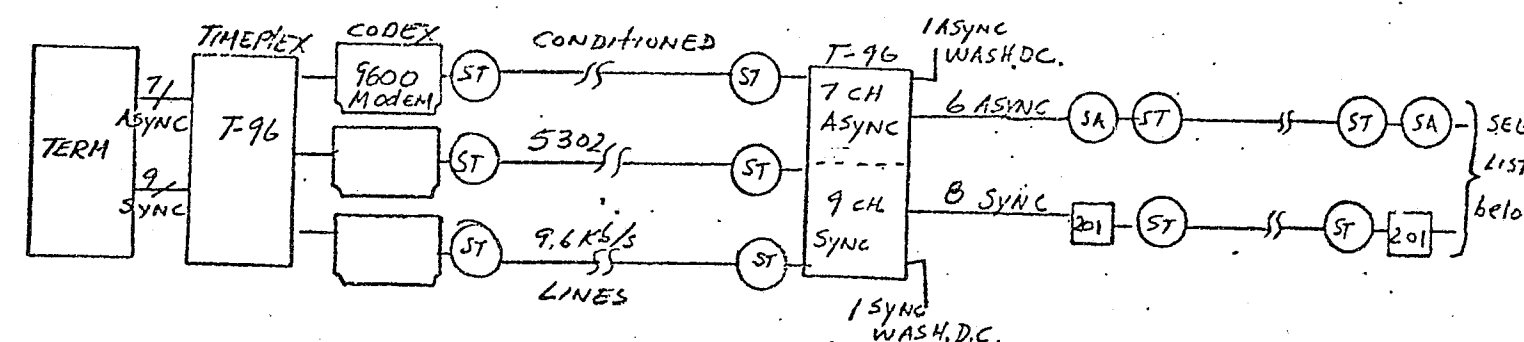 TERM
7/
ASYNC
9/
SYNC
TIMEPLEX
T-96
CODEX
9600
MODEM
ST
ST
ST
CONDITIONED
5302
9.6 Kb/s
LINES
ST
ST
ST
T-96
7 CH
ASYNC
9 CH
SYNC
1 ASYNC
WASH. D.C.
6 ASYNC
8 SYNC
1 SYNC
WASH. D.C.
SA
ST
ST
SA
201
ST
ST
201
LIST